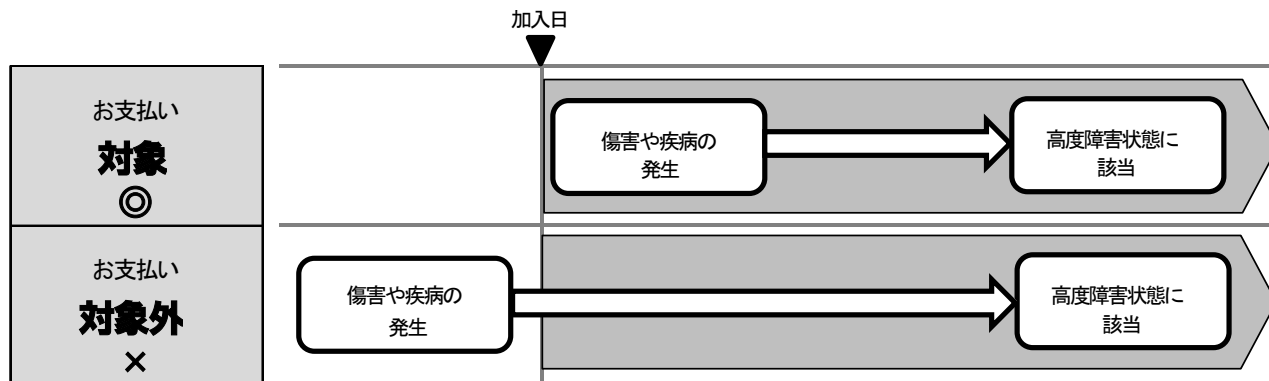 加入日
お支払い
対象
◎
傷害や疾病の
発生
高度障害状態に
該当
お支払い
対象外
×
傷害や疾病の
発生
高度障害状態に
該当